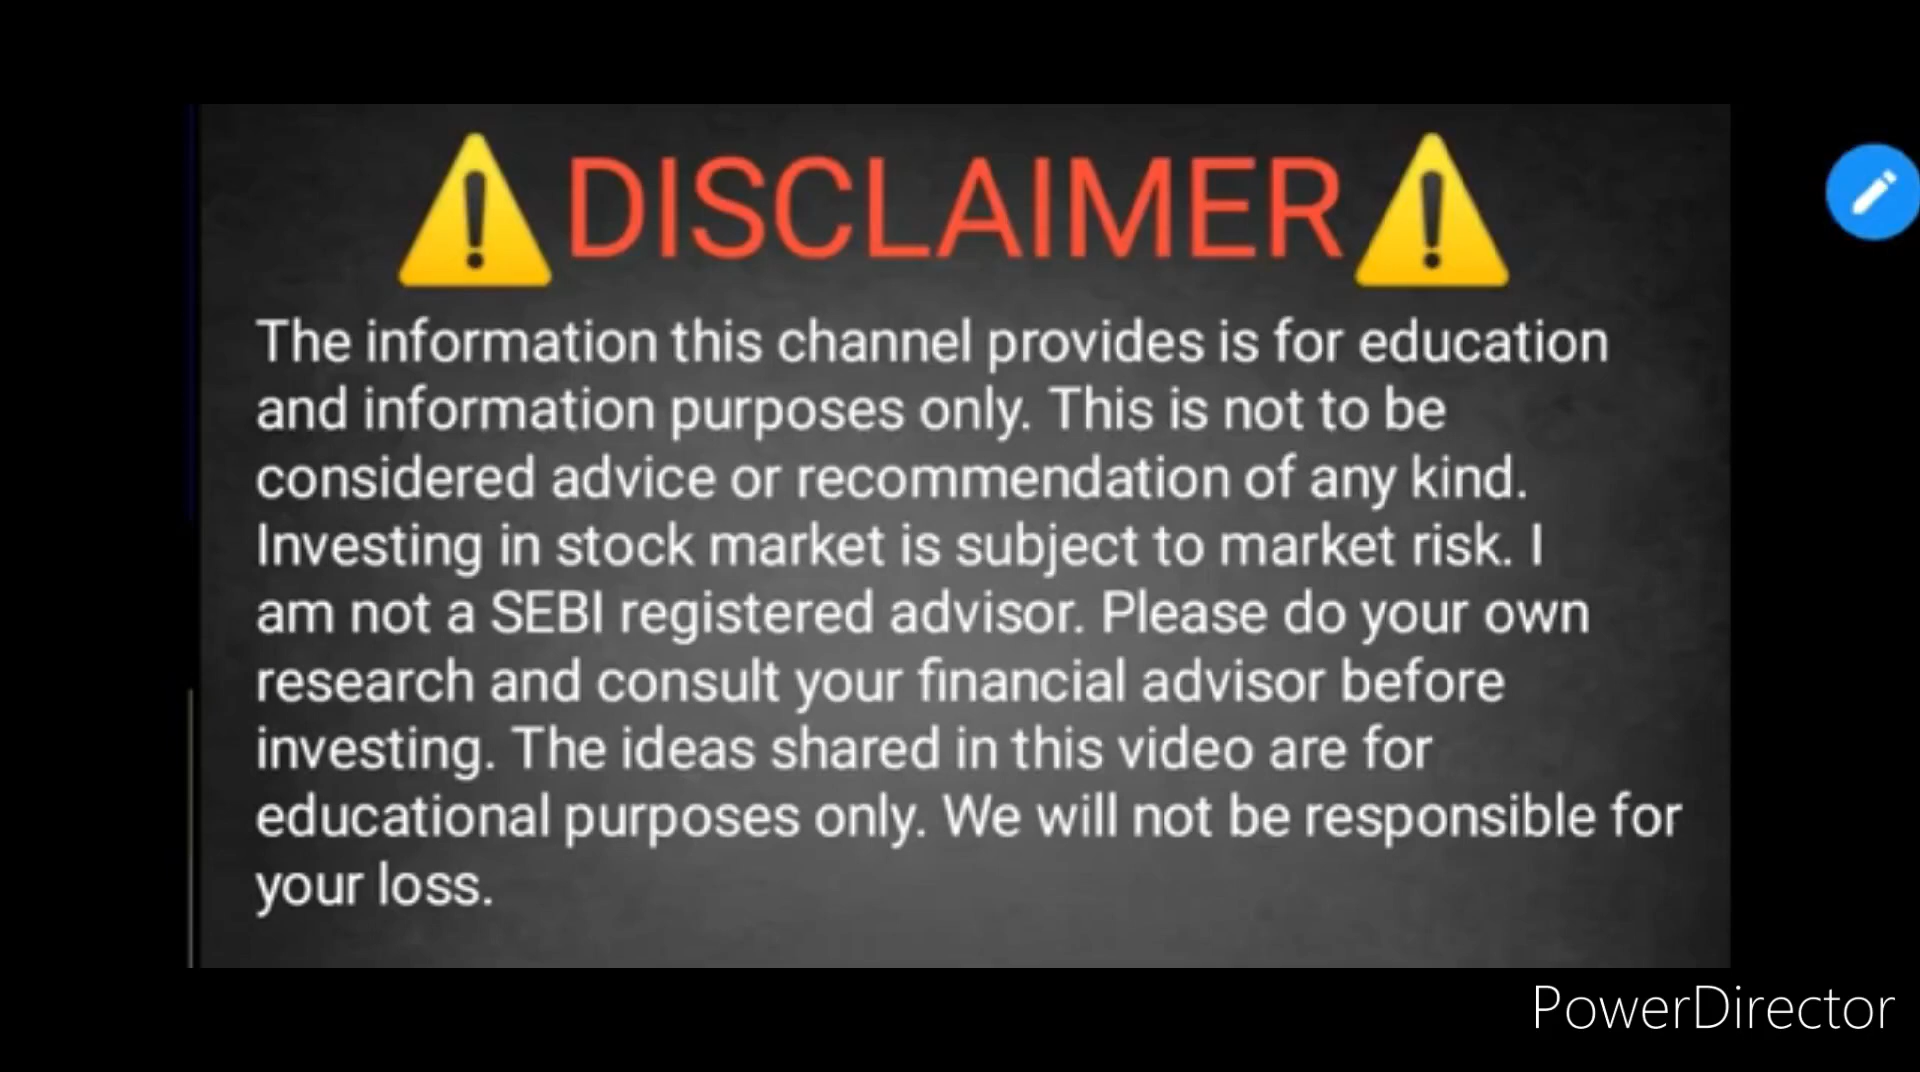 ⚠️DISCLAIMER⚠️
The information this channel provides is for education
and information purposes only. This is not to be
considered advice or recommendation of any kind.
Investing in stock market is subject to market risk. I
am not a SEBI registered advisor. Please do your own
research and consult your financial advisor before
investing. The ideas shared in this video are for
educational purposes only. We will not be responsible for
your loss.
PowerDirector